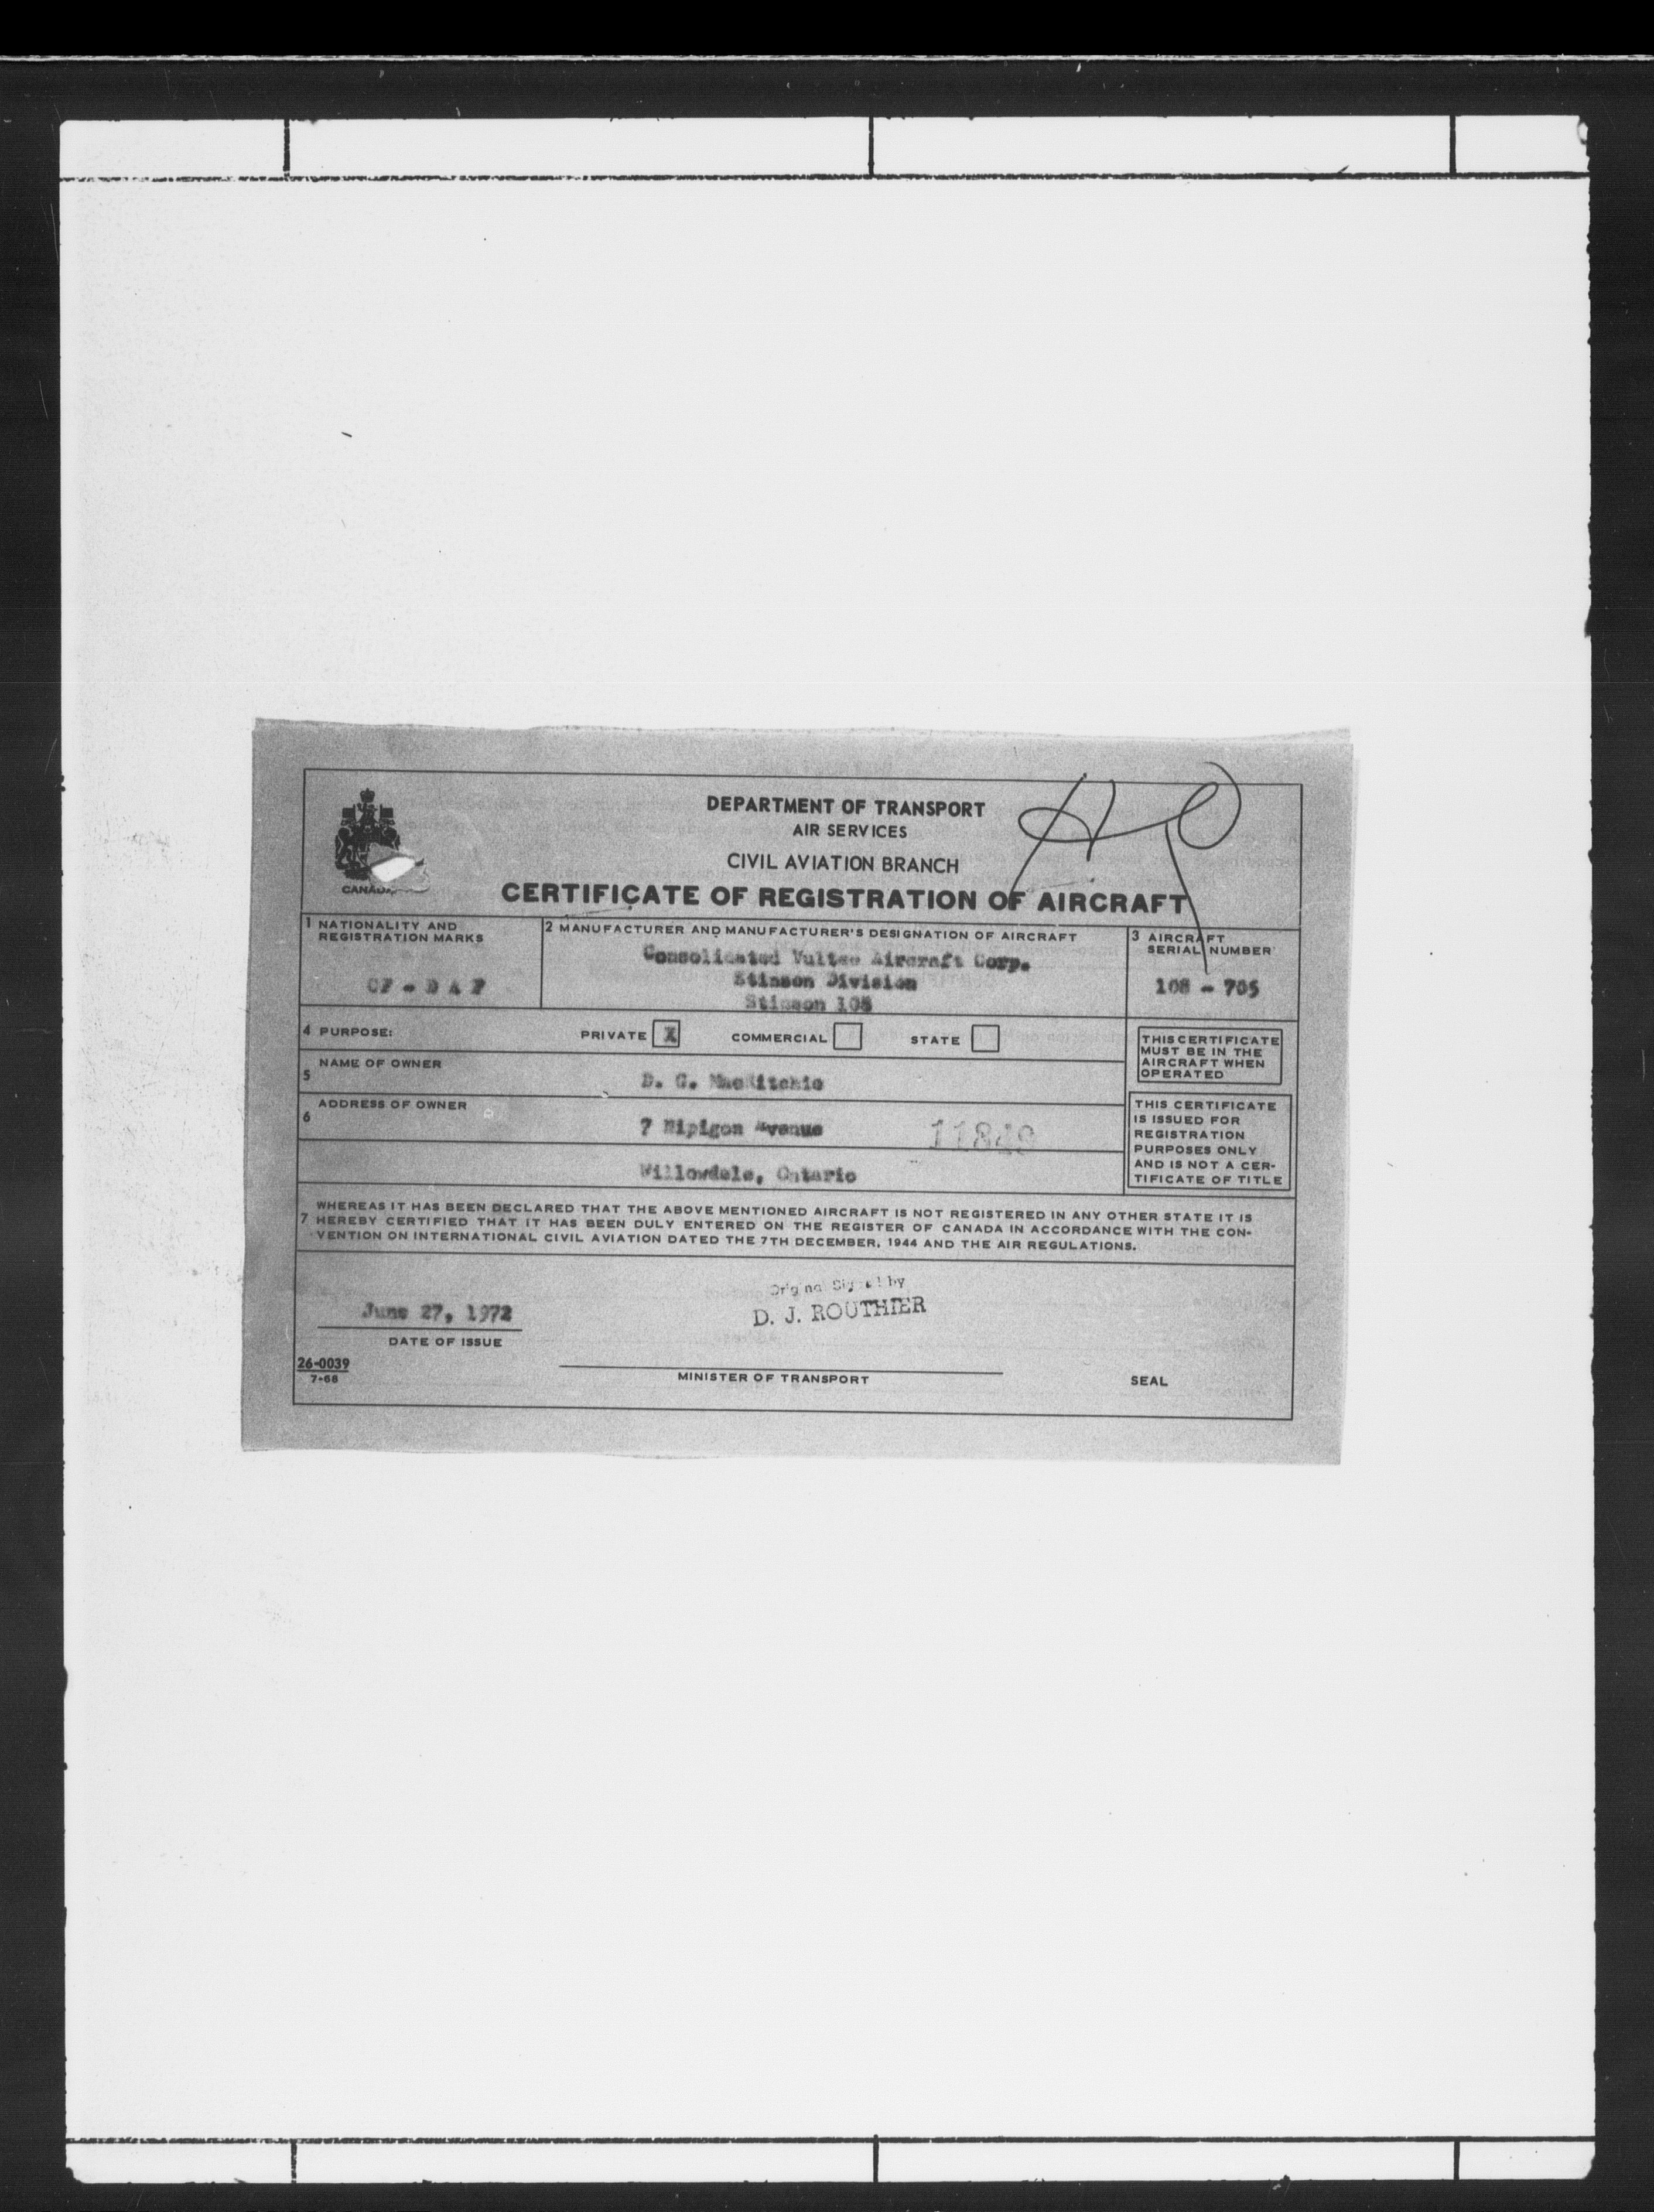 DEPARTMENT OF TRANSPORT
AIR SERVICES
CIVIL AVIATION BRANCH
CANADA
CERTIFICATE OF REGISTRATION OF AIRCRAFT
1 NATIONALITY AND REGISTRATION MARKS
CF - D A F
2 MANUFACTURER AND MANUFACTURER'S DESIGNATION OF AIRCRAFT
Consolidated Vultee Aircraft Corp.
Stinson Division
Stinson 108
3 AIRCRAFT SERIAL NUMBER
108 - 705
4 PURPOSE: PRIVATE X COMMERCIAL STATE
5 NAME OF OWNER
D. G. MacRitchie
6 ADDRESS OF OWNER
7 Nipigon Avenue
Willowdale, Ontario
THIS CERTIFICATE
MUST BE IN THE
AIRCRAFT WHEN
OPERATED
THIS CERTIFICATE
IS ISSUED FOR
REGISTRATION
PURPOSES ONLY
AND IS NOT A CER-
TIFICATE OF TITLE
7 WHEREAS IT HAS BEEN DECLARED THAT THE ABOVE MENTIONED AIRCRAFT IS NOT REGISTERED IN ANY OTHER STATE IT IS
HEREBY CERTIFIED THAT IT HAS BEEN DULY ENTERED ON THE REGISTER OF CANADA IN ACCORDANCE WITH THE CON-
VENTION ON INTERNATIONAL CIVIL AVIATION DATED THE 7TH DECEMBER, 1944 AND THE AIR REGULATIONS.
Original Signed by
D. J. ROUTHIER
June 27, 1972
DATE OF ISSUE
26-0039
7-68
MINISTER OF TRANSPORT
SEAL